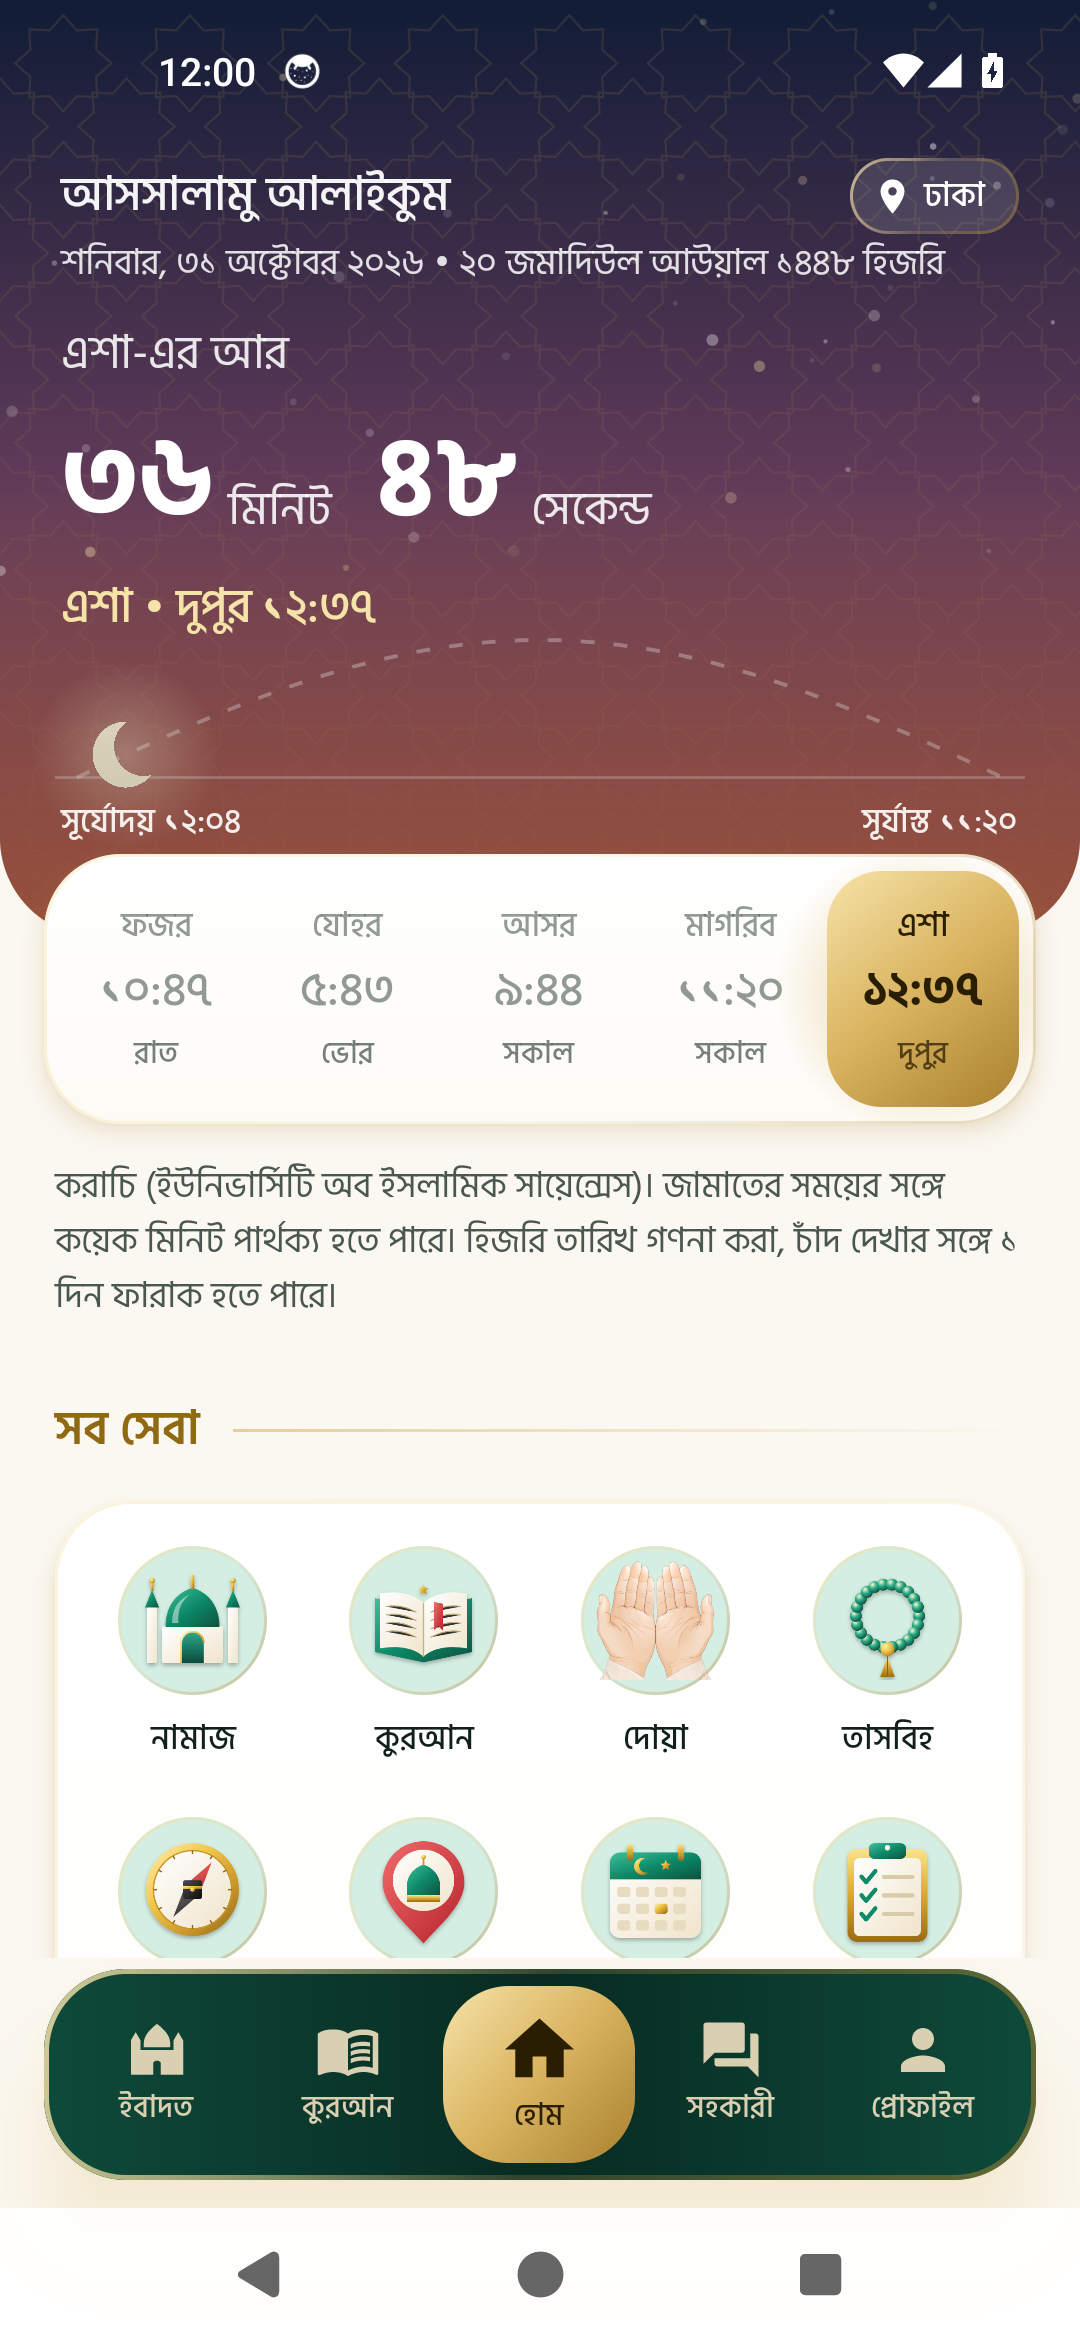 12:00
আসসালামু আলাইকুম
ঢাকা
শনিবার, ৩১ অক্টোবর ২০২৬ • ২০ জমাদিউল আউয়াল ১৪৪৮ হিজরি
এশা-এর আর
৩৬ মিনিট ৪৮ সেকেন্ড
এশা • দুপুর ১২:৩৭
সূর্যোদয় ১২:০৪
সূর্যাস্ত ১১:২০
ফজর যোহর আসর মাগরিব এশা
১০:৪৭ ৫:৪৩ ৯:৪৪ ১১:২০ ১২:৩৭
রাত ভোর সকাল সকাল দুপুর
করাচি (ইউনিভার্সিটি অব ইসলামিক সায়েন্সেস)। জামাতের সময়ের সঙ্গে
কয়েক মিনিট পার্থক্য হতে পারে। হিজরি তারিখ গণনা করা, চাঁদ দেখার সঙ্গে ১
দিন ফারাক হতে পারে।
সব সেবা
নামাজ কুরআন দোয়া তাসবিহ
ইবাদত কুরআন হোম সহকারী প্রোফাইল